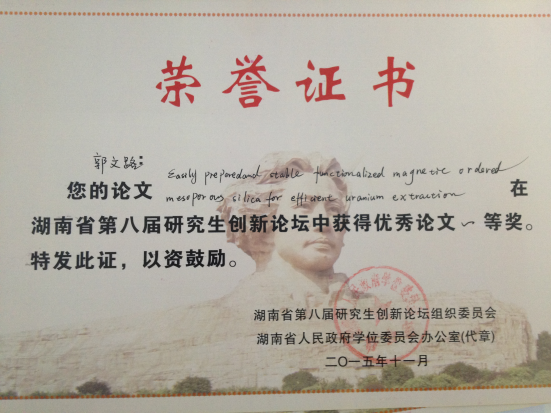 荣誉证书
郭文路:
您的论文 Easily preparedand stable functionalized magnetic ordered
mesoporous silica for efficient uranium extraction 在
湖南省第八届研究生创新论坛中获得优秀论文一等奖。
特发此证，以资鼓励。
湖南省第八届研究生创新论坛组织委员会
湖南省人民政府学位委员会办公室(代章)
二〇一五年十一月